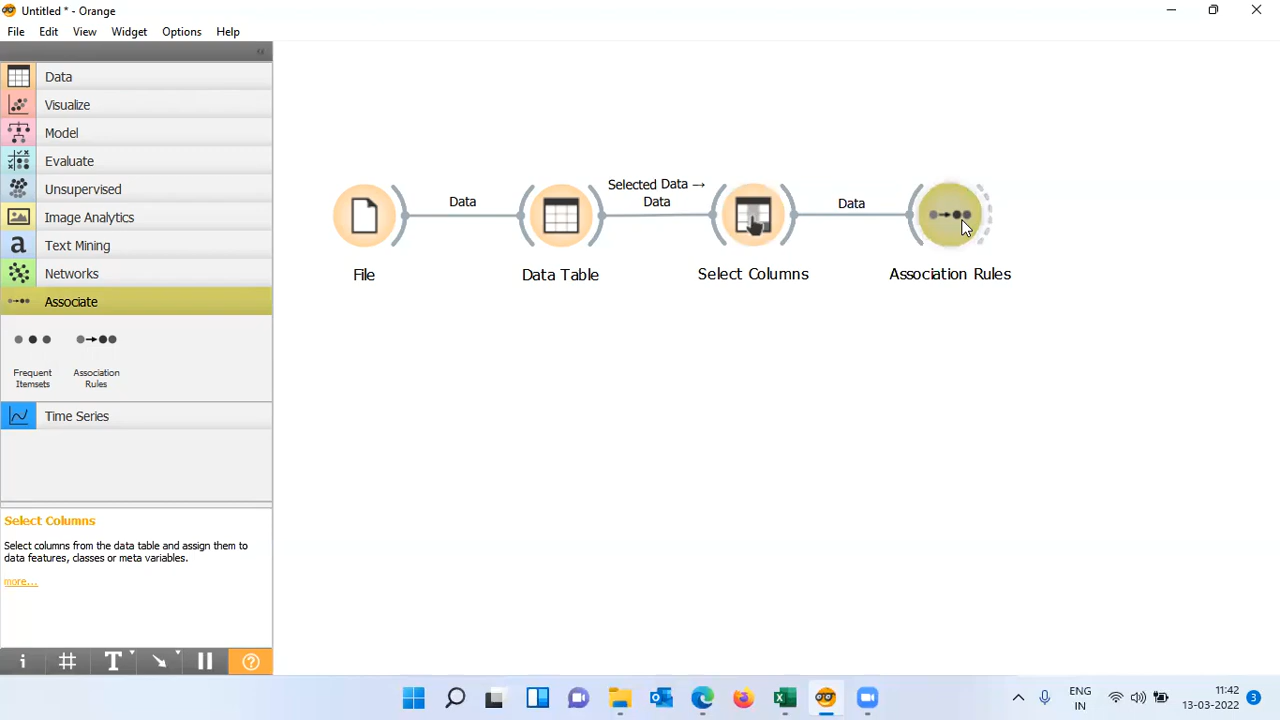 Untitled * - Orange
File Edit View Widget Options Help
Data
Visualize
Model
Evaluate
Unsupervised
Image Analytics
Text Mining
Networks
Associate
Frequent
Itemsets
Association
Rules
Time Series
Select Columns
Select columns from the data table and assign them to
data features, classes or meta variables.
more...
Data
Selected Data →
Data
Data
File
Data Table
Select Columns
Association Rules
ENG
IN
11:42
13-03-2022
3